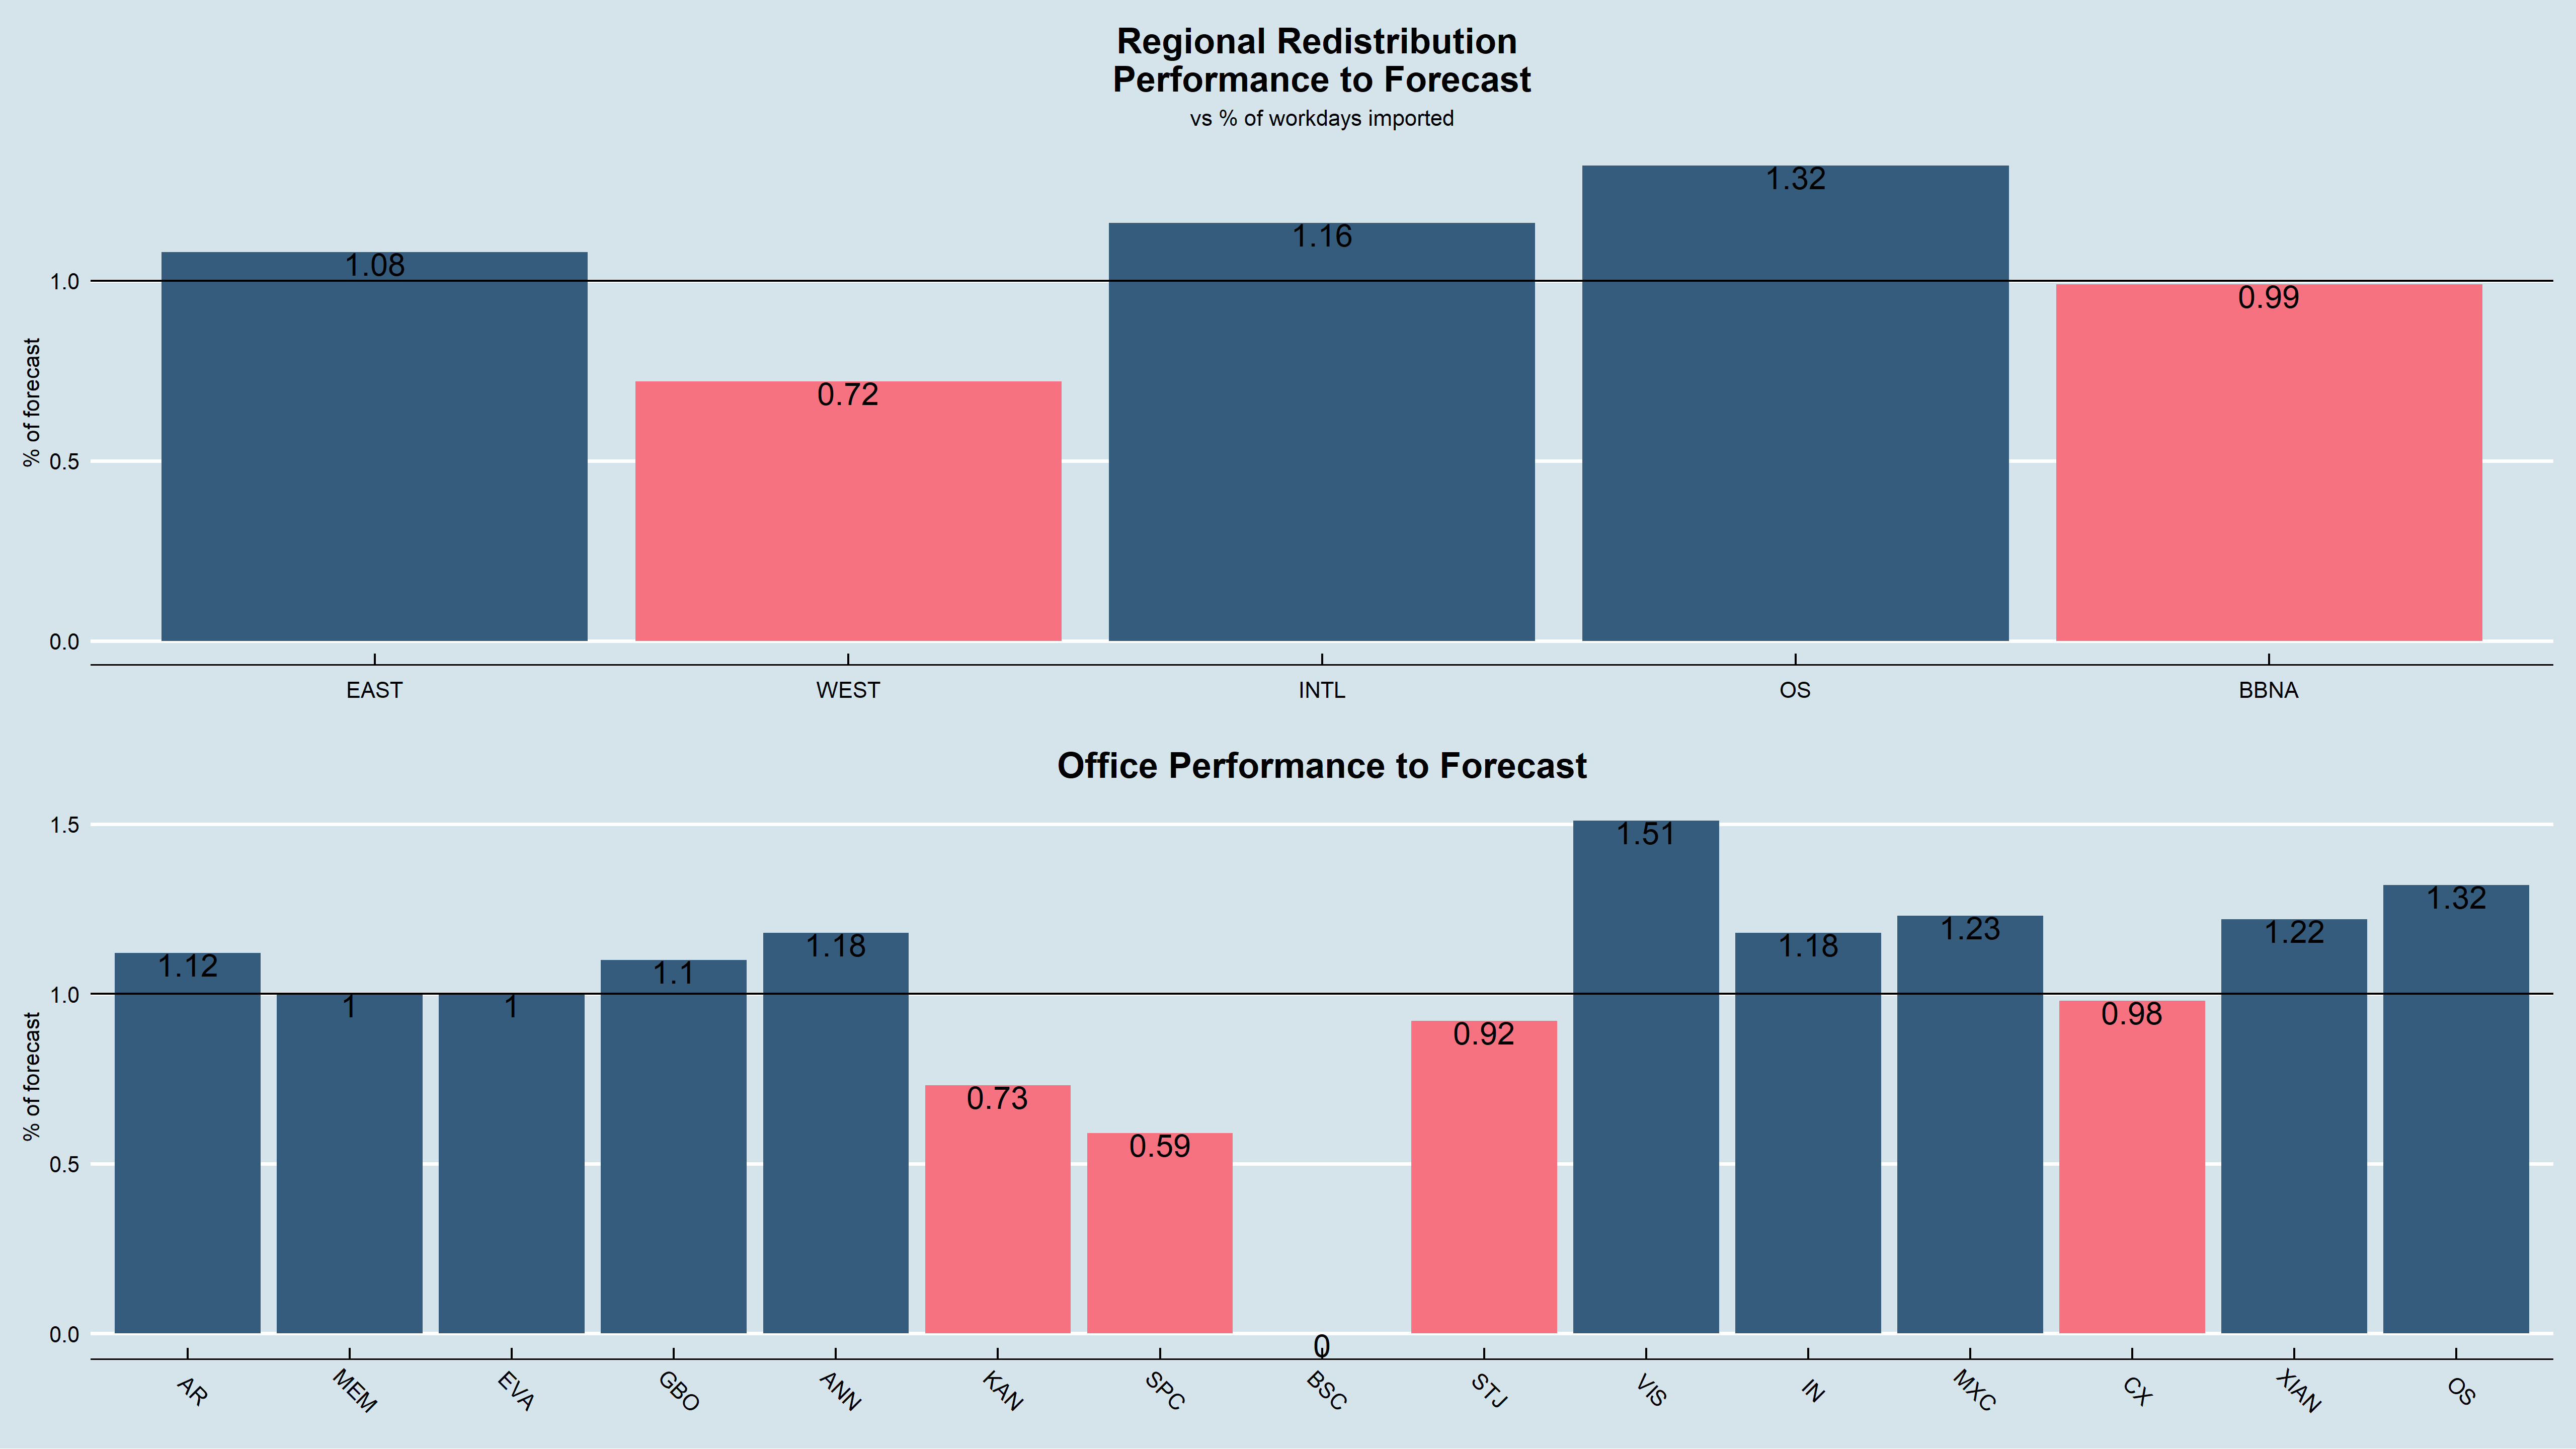 Regional Redistribution
Performance to Forecast
vs % of workdays imported
% of forecast
1.0
0.5
0.0
1.08
0.72
1.16
1.32
0.99
EAST
WEST
INTL
OS
BBNA
Office Performance to Forecast
% of forecast
1.5
1.0
0.5
0.0
1.12
1
1
1.1
1.18
0.73
0.59
0
0.92
1.51
1.18
1.23
0.98
1.22
1.32
AR
MEM
EVA
GBO
ANN
KAN
SPC
BSC
STJ
VIS
IN
MXC
CX
XIAN
OS